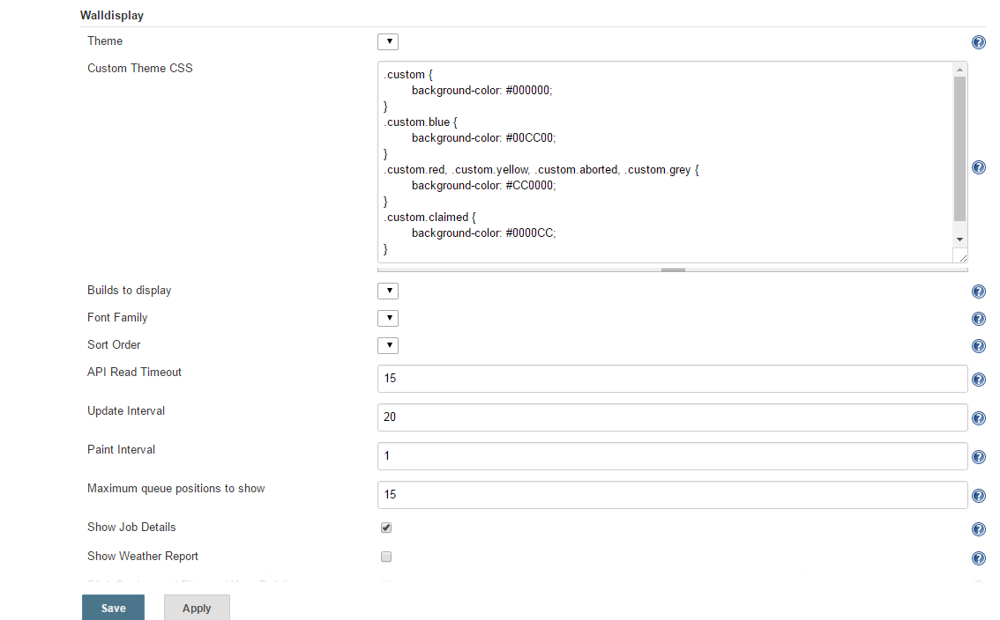 Walldisplay
Theme
Custom Theme CSS
.custom {
background-color: #000000;
}
.custom.blue {
background-color: #00CC00;
}
.custom.red, .custom.yellow, .custom.aborted, .custom.grey {
background-color: #CC0000;
}
.custom.claimed {
background-color: #0000CC;
}
Builds to display
Font Family
Sort Order
API Read Timeout 15
Update Interval 20
Paint Interval 1
Maximum queue positions to show 15
Show Job Details
Show Weather Report
Save Apply